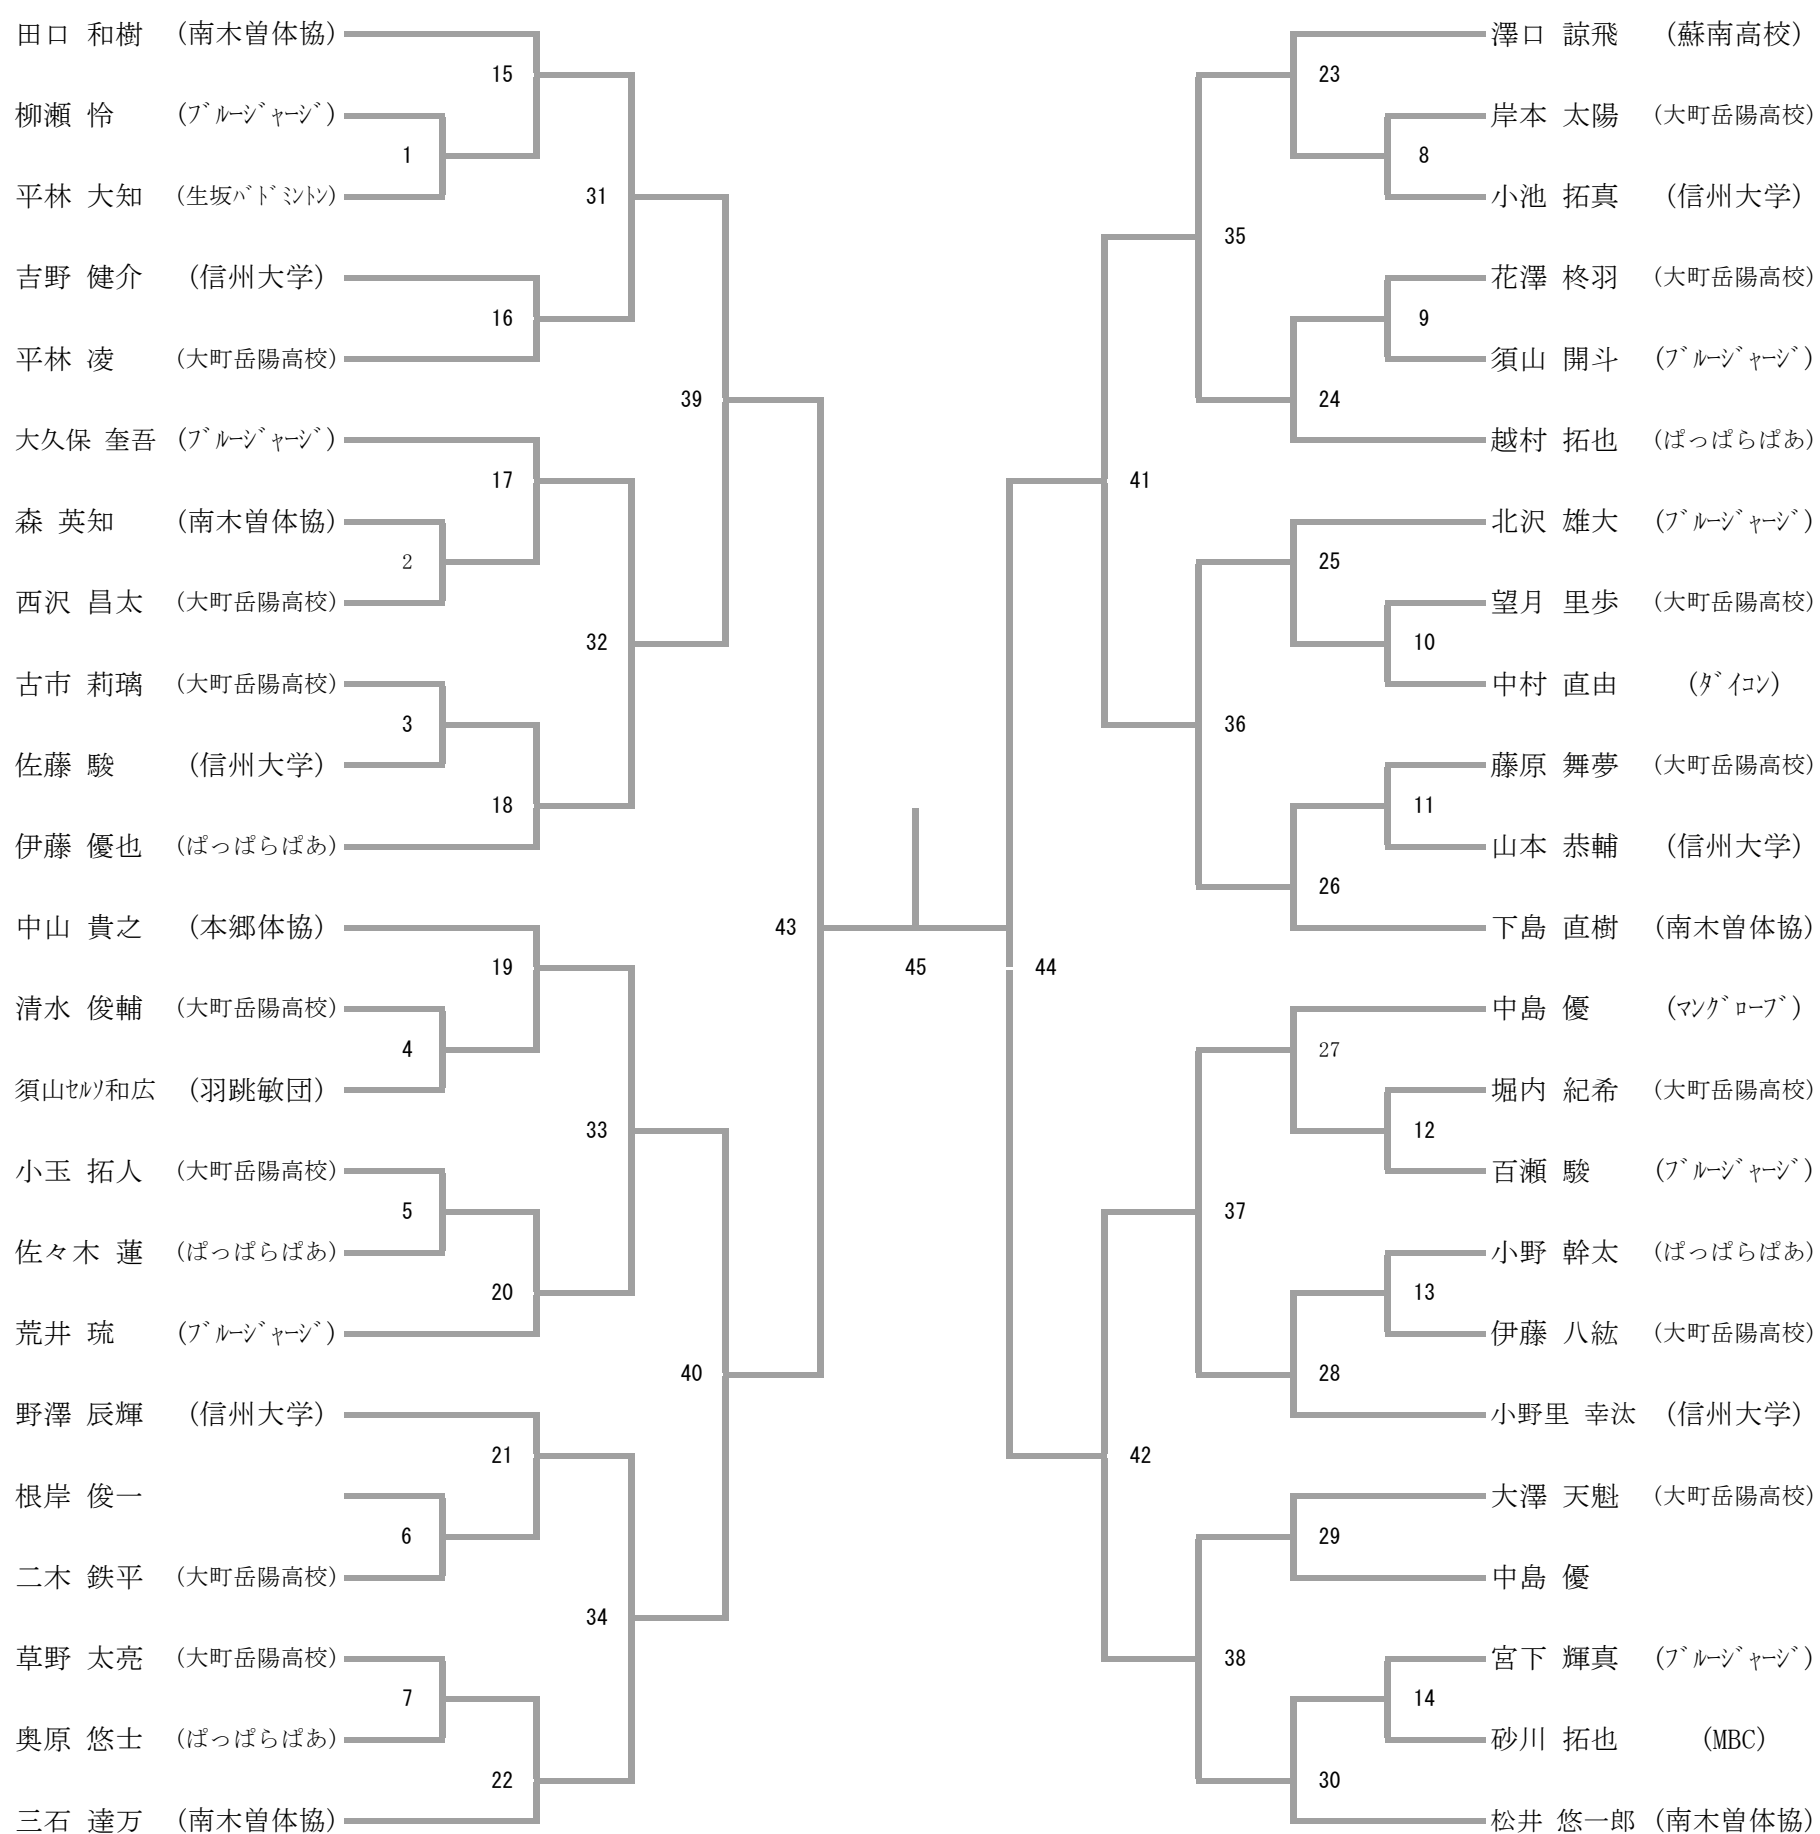 田口 和樹 (南木曽体協)
15
柳瀬 怜 (ﾌﾞﾙｰｼﾞｬｰｼﾞ)
1
平林 大知 (生坂ﾊﾞﾄﾞﾐﾝﾄﾝ)
31
吉野 健介 (信州大学)
16
平林 凌 (大町岳陽高校)
39
大久保 奎吾 (ﾌﾞﾙｰｼﾞｬｰｼﾞ)
17
森 英知 (南木曽体協)
2
西沢 昌太 (大町岳陽高校)
32
古市 莉璃 (大町岳陽高校)
3
佐藤 駿 (信州大学)
18
伊藤 優也 (ぱっぱらぱあ)
中山 貴之 (本郷体協)
43
19
清水 俊輔 (大町岳陽高校)
4
須山ｾﾙｿ和広 (羽跳敏団)
33
小玉 拓人 (大町岳陽高校)
5
佐々木 蓮 (ぱっぱらぱあ)
20
荒井 琉 (ﾌﾞﾙｰｼﾞｬｰｼﾞ)
40
野澤 辰輝 (信州大学)
21
根岸 俊一
6
二木 鉄平 (大町岳陽高校)
34
草野 太亮 (大町岳陽高校)
7
奥原 悠士 (ぱっぱらぱあ)
22
三石 達万 (南木曽体協)
45
澤口 諒飛 (蘇南高校)
23
岸本 太陽 (大町岳陽高校)
8
小池 拓真 (信州大学)
35
花澤 柊羽 (大町岳陽高校)
9
須山 開斗 (ﾌﾞﾙｰｼﾞｬｰｼﾞ)
24
越村 拓也 (ぱっぱらぱあ)
41
北沢 雄大 (ﾌﾞﾙｰｼﾞｬｰｼﾞ)
25
望月 里歩 (大町岳陽高校)
10
中村 直由 (ﾀﾞｲｺﾝ)
36
藤原 舞夢 (大町岳陽高校)
11
山本 恭輔 (信州大学)
26
下島 直樹 (南木曽体協)
44
中島 優 (ﾏﾝｸﾞﾛｰﾌﾞ)
27
堀内 紀希 (大町岳陽高校)
12
百瀬 駿 (ﾌﾞﾙｰｼﾞｬｰｼﾞ)
37
小野 幹太 (ぱっぱらぱあ)
13
伊藤 八紘 (大町岳陽高校)
28
小野里 幸汰 (信州大学)
42
大澤 天魁 (大町岳陽高校)
29
中島 優
38
宮下 輝真 (ﾌﾞﾙｰｼﾞｬｰｼﾞ)
14
砂川 拓也 (MBC)
30
松井 悠一郎 (南木曽体協)